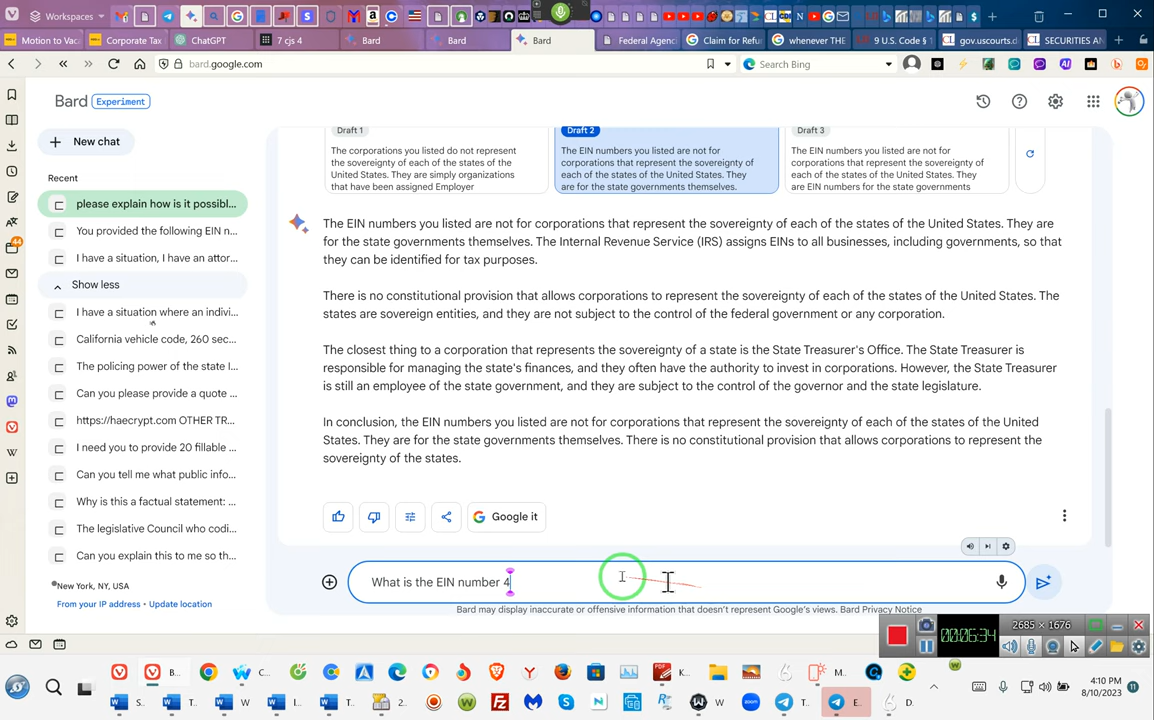 Workspaces
Motion to Vac
Corporate Tax
ChatGPT
7 cjs 4
Bard
Bard
Bard
Federal Agenc
Claim for Refu
whenever THE
9 U.S. Code § 1
gov.uscourts.d
SECURITIES AN
bard.google.com
Search Bing
Bard Experiment
New chat
Recent
please explain how is it possibl...
You provided the following EIN n...
I have a situation, I have an attor...
Show less
I have a situation where an indivi...
California vehicle code, 260 sec...
The policing power of the state I...
Can you please provide a quote
https://haecrypt.com OTHER TR...
I need you to provide 20 fillable
Can you tell me what public info...
Why is this a factual statement: ...
The legislative Council who codi...
Can you explain this to me so th...
New York, NY, USA
From your IP address • Update location
Draft 1
The corporations you listed do not represent
the sovereignty of each of the states of the
United States. They are simply organizations
that have been assigned Employer
Draft 2
The EIN numbers you listed are not for
corporations that represent the sovereignty of
each of the states of the United States. They
are for the state governments themselves.
Draft 3
The EIN numbers you listed are not for
corporations that represent the sovereignty of
each of the states of the United States. They
are EIN numbers for the state governments
The EIN numbers you listed are not for corporations that represent the sovereignty of each of the states of the United States. They are
for the state governments themselves. The Internal Revenue Service (IRS) assigns EINs to all businesses, including governments, so that
they can be identified for tax purposes.
There is no constitutional provision that allows corporations to represent the sovereignty of each of the states of the United States. The
states are sovereign entities, and they are not subject to the control of the federal government or any corporation.
The closest thing to a corporation that represents the sovereignty of a state is the State Treasurer's Office. The State Treasurer is
responsible for managing the state's finances, and they often have the authority to invest in corporations. However, the State Treasurer
is still an employee of the state government, and they are subject to the control of the governor and the state legislature.
In conclusion, the EIN numbers you listed are not for corporations that represent the sovereignty of each of the states of the United
States. They are for the state governments themselves. There is no constitutional provision that allows corporations to represent the
sovereignty of the states.
Google it
What is the EIN number 4
Bard may display inaccurate or offensive information that doesn't represent Google's views. Bard Privacy Notice
2685 x 1676
00:06:34
4:10 PM
8/10/2023